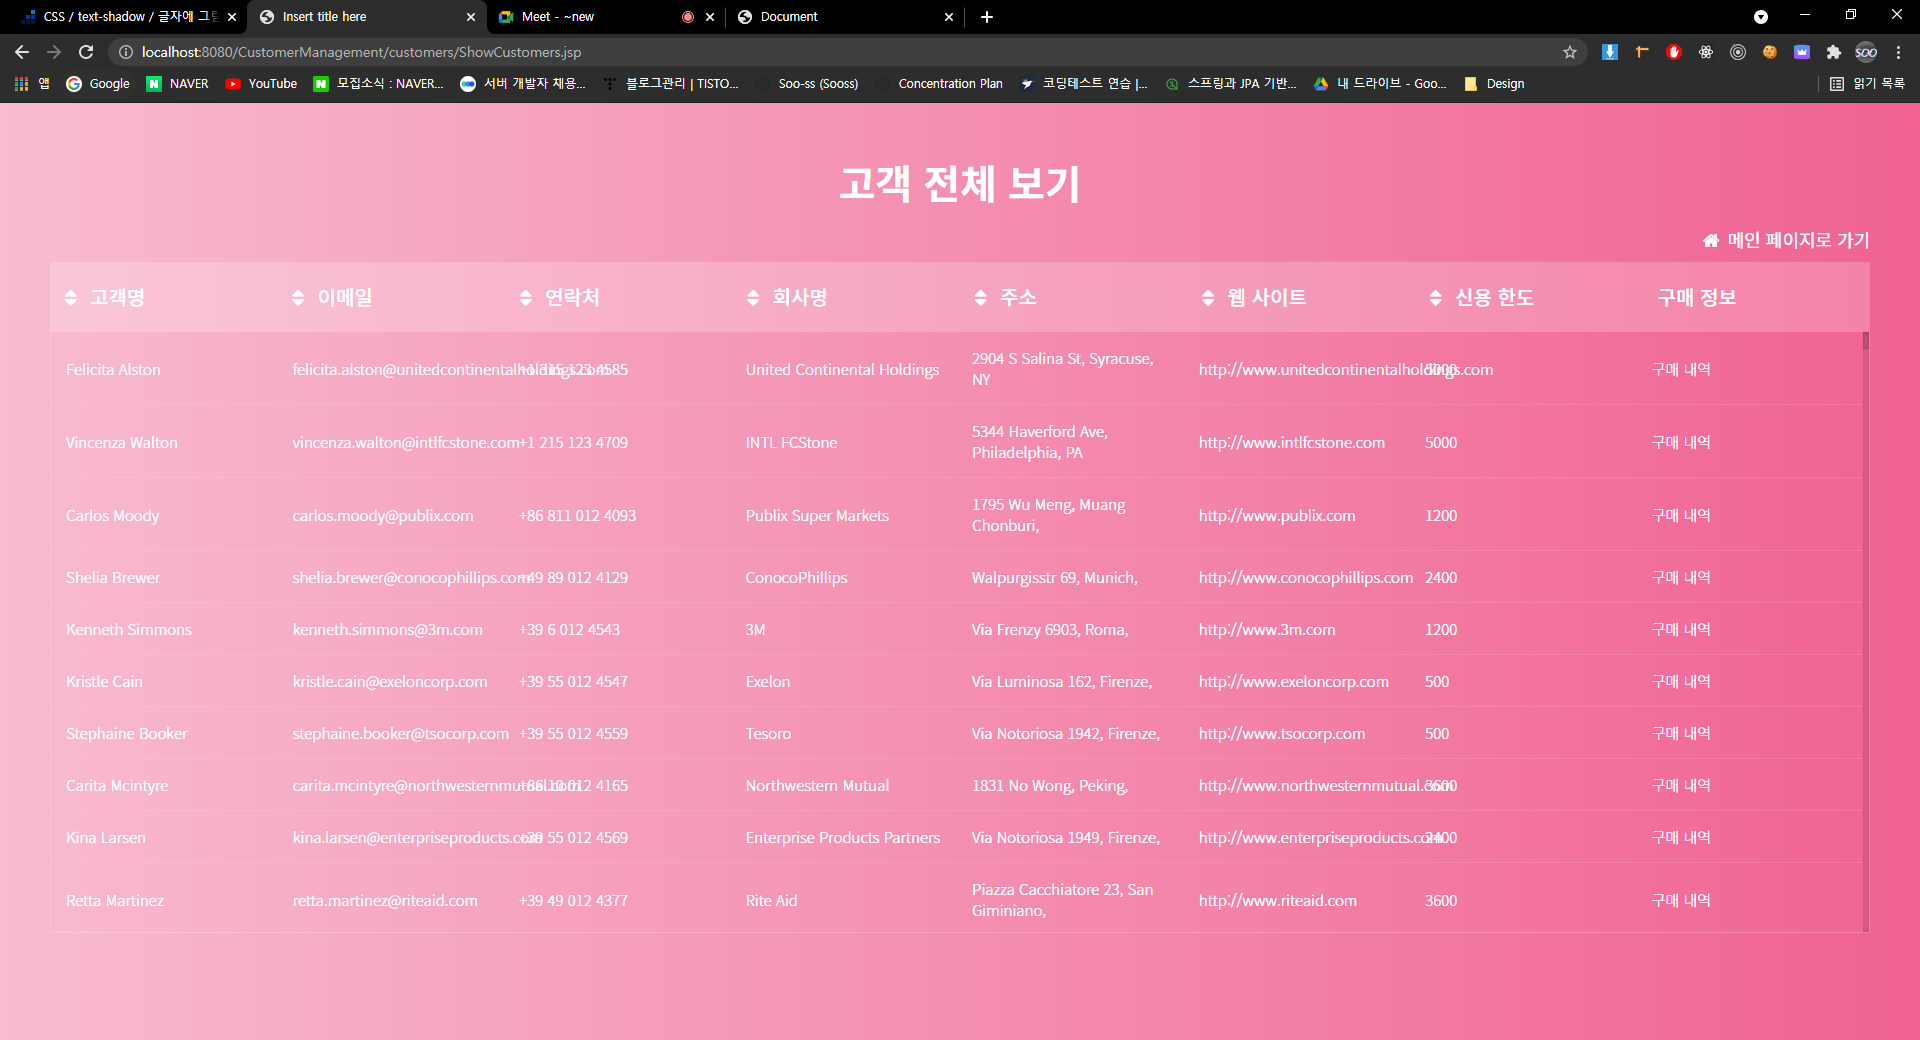 CSS / text-shadow / 글자에 그림
Insert title here
Meet - ~new
Document
localhost:8080/CustomerManagement/customers/ShowCustomers.jsp
앱 Google NAVER YouTube 모집소식 : NAVER... 서버 개발자 채용... 블로그관리 | TISTO... Soo-ss (Sooss) Concentration Plan 코딩테스트 연습 |... 스프링과 JPA 기반... 내 드라이브 - Goo... Design 읽기 목록
고객 전체 보기
메인 페이지로 가기
고객명 이메일 연락처 회사명 주소 웹 사이트 신용 한도 구매 정보
Felicita Alston felicita.alston@unitedcontinentalholdings.com +1 315 123 4585 United Continental Holdings 2904 S Salina St, Syracuse, NY http://www.unitedcontinentalholdings.com 5000 구매 내역
Vincenza Walton vincenza.walton@intlfcstone.com +1 215 123 4709 INTL FCStone 5344 Haverford Ave, Philadelphia, PA http://www.intlfcstone.com 5000 구매 내역
Carlos Moody carlos.moody@publix.com +86 811 012 4093 Publix Super Markets 1795 Wu Meng, Muang Chonburi, http://www.publix.com 1200 구매 내역
Shelia Brewer shelia.brewer@conocophillips.com +49 89 012 4129 ConocoPhillips Walpurgisstr 69, Munich, http://www.conocophillips.com 2400 구매 내역
Kenneth Simmons kenneth.simmons@3m.com +39 6 012 4543 3M Via Frenzy 6903, Roma, http://www.3m.com 1200 구매 내역
Kristle Cain kristle.cain@exeloncorp.com +39 55 012 4547 Exelon Via Luminosa 162, Firenze, http://www.exeloncorp.com 500 구매 내역
Stephaine Booker stephaine.booker@tsocorp.com +39 55 012 4559 Tesoro Via Notoriosa 1942, Firenze, http://www.tsocorp.com 500 구매 내역
Carita Mcintyre carita.mcintyre@northwesternmutual.com +86 10 012 4165 Northwestern Mutual 1831 No Wong, Peking, http://www.northwesternmutual.com 3600 구매 내역
Kina Larsen kina.larsen@enterpriseproducts.com +39 55 012 4569 Enterprise Products Partners Via Notoriosa 1949, Firenze, http://www.enterpriseproducts.com 2400 구매 내역
Retta Martinez retta.martinez@riteaid.com +39 49 012 4377 Rite Aid Piazza Cacchiatore 23, San Giminiano, http://www.riteaid.com 3600 구매 내역